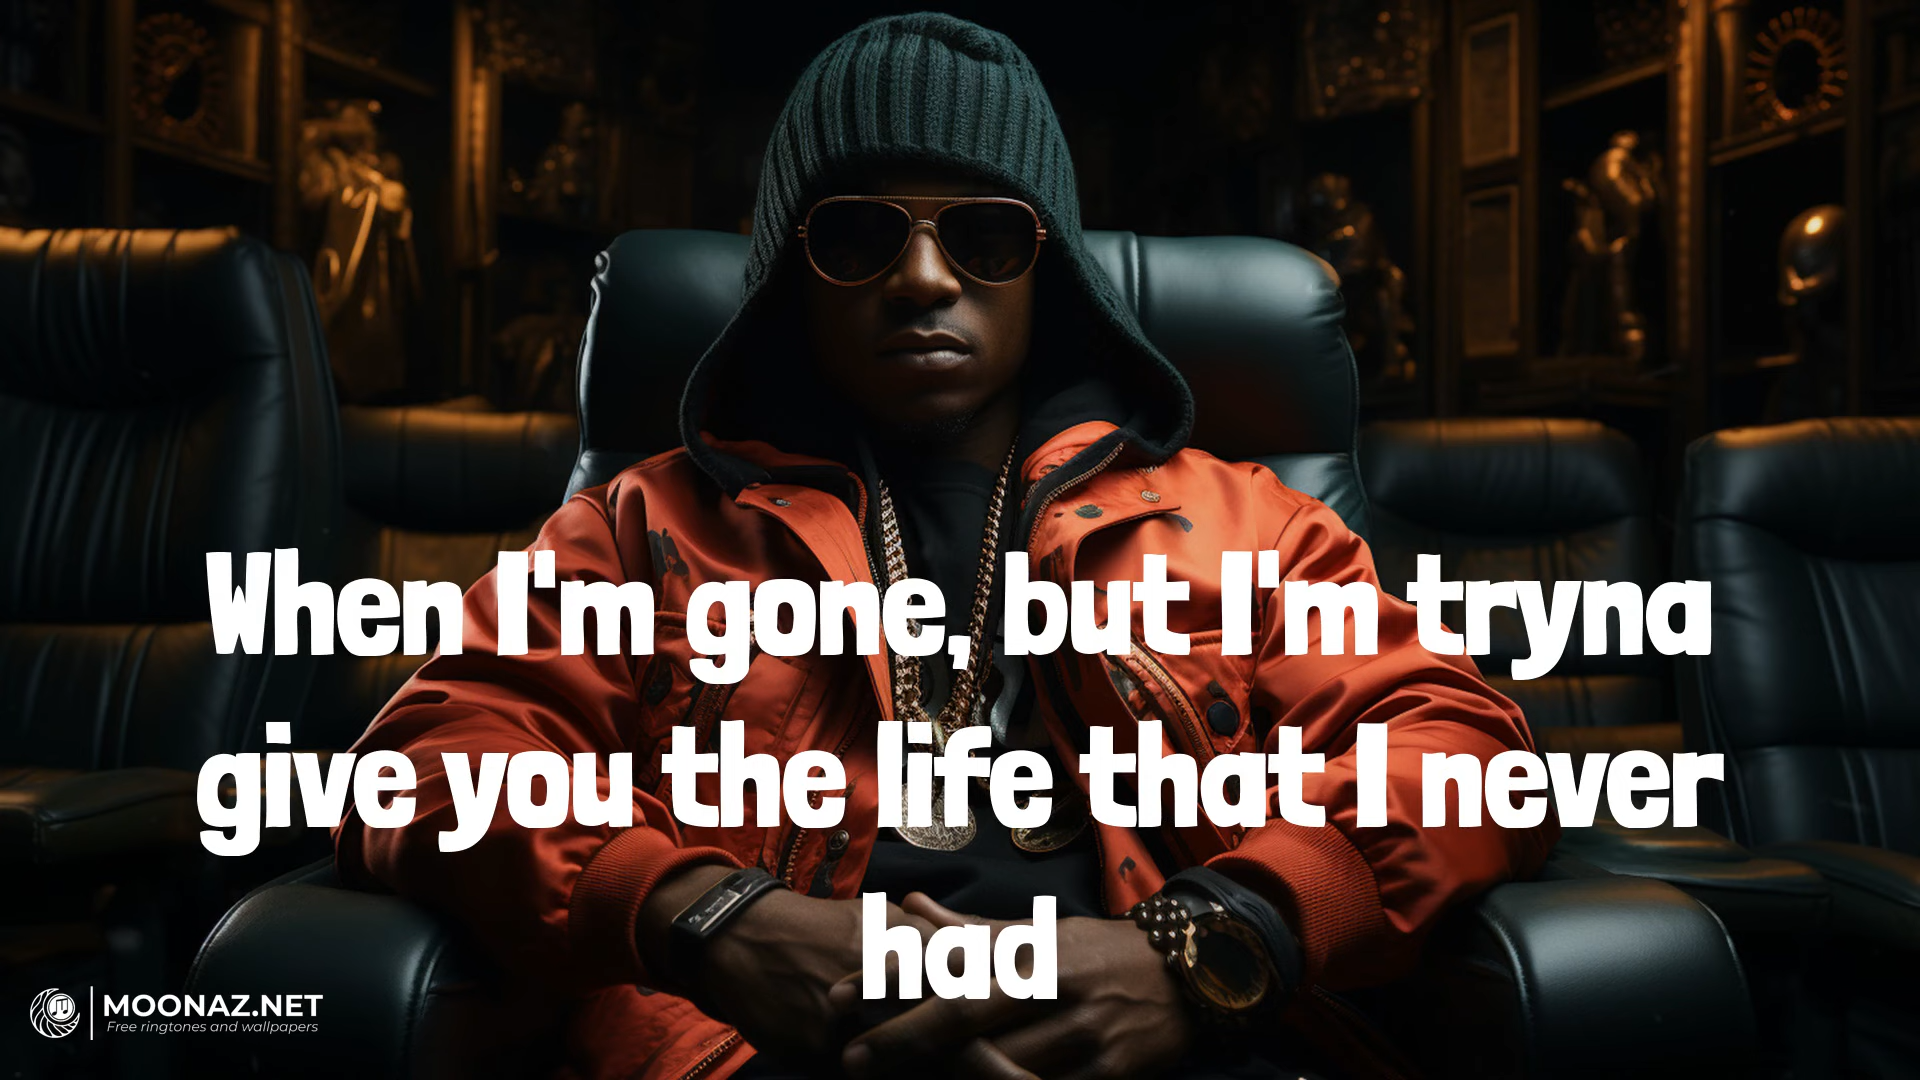 When I'm gone, but I'm tryna
give you the life that I never
had
MOONAZ.NET
Free ringtones and wallpapers